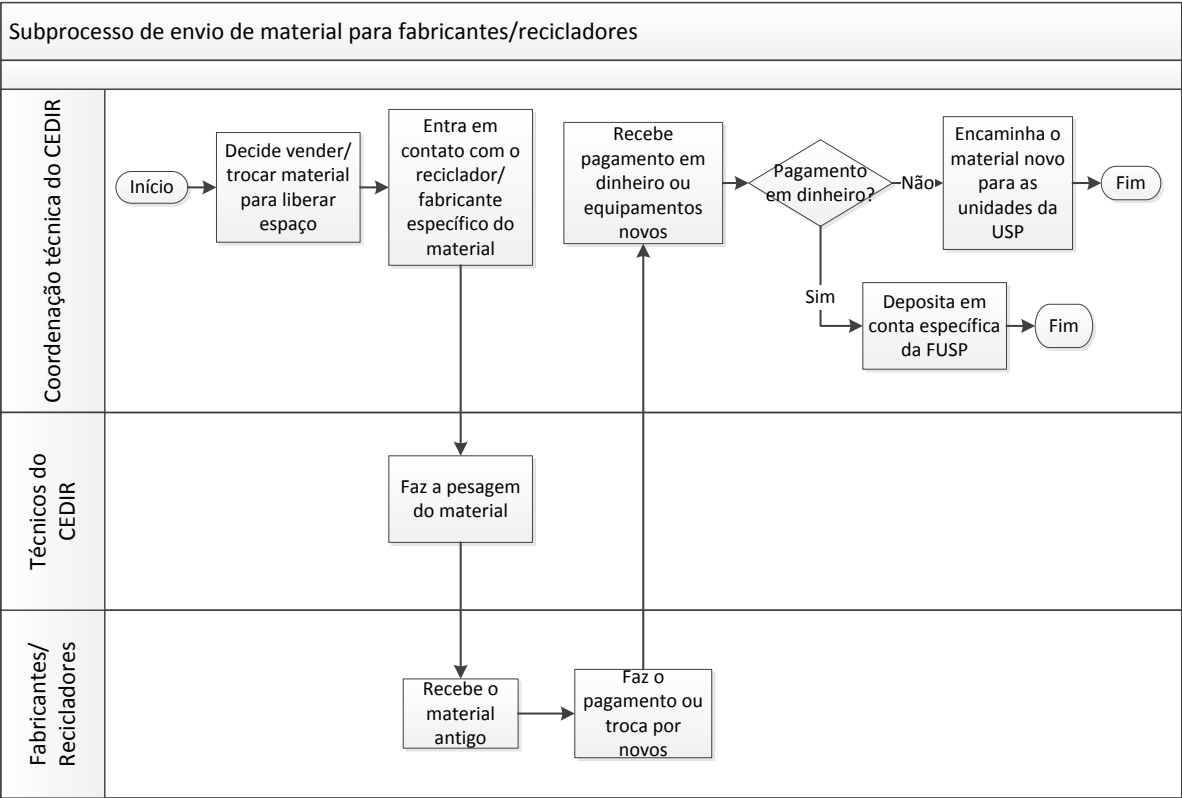 Subprocesso de envio de material para fabricantes/recicladores
Coordenação técnica do CEDIR
Início
Decide vender/
trocar material
para liberar
espaço
Entra em
contato com o
reciclador/
fabricante
específico do
material
Recebe
pagamento em
dinheiro ou
equipamentos
novos
Pagamento
em dinheiro?
Não
Encaminha o
material novo
para as
unidades da
USP
Fim
Sim
Deposita em
conta específica
da FUSP
Fim
Técnicos do
CEDIR
Faz a pesagem
do material
Fabricantes/
Recicladores
Recebe o
material
antigo
Faz o
pagamento ou
troca por
novos